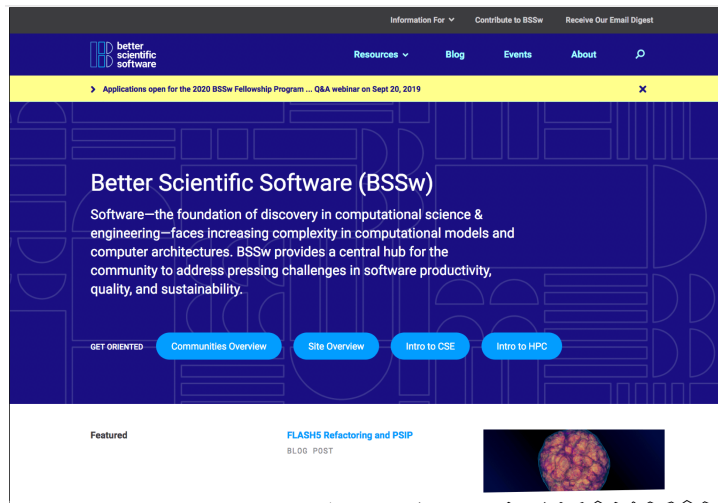 Information For Contribute to BSSw Receive Our Email Digest
better
scientific
software
Resources Blog Events About
Applications open for the 2020 BSSw Fellowship Program ... Q&A webinar on Sept 20, 2019
Better Scientific Software (BSSw)
Software—the foundation of discovery in computational science &
engineering—faces increasing complexity in computational models and
computer architectures. BSSw provides a central hub for the
community to address pressing challenges in software productivity,
quality, and sustainability.
GET ORIENTED Communities Overview Site Overview Intro to CSE Intro to HPC
Featured FLASH5 Refactoring and PSIP
BLOG POST